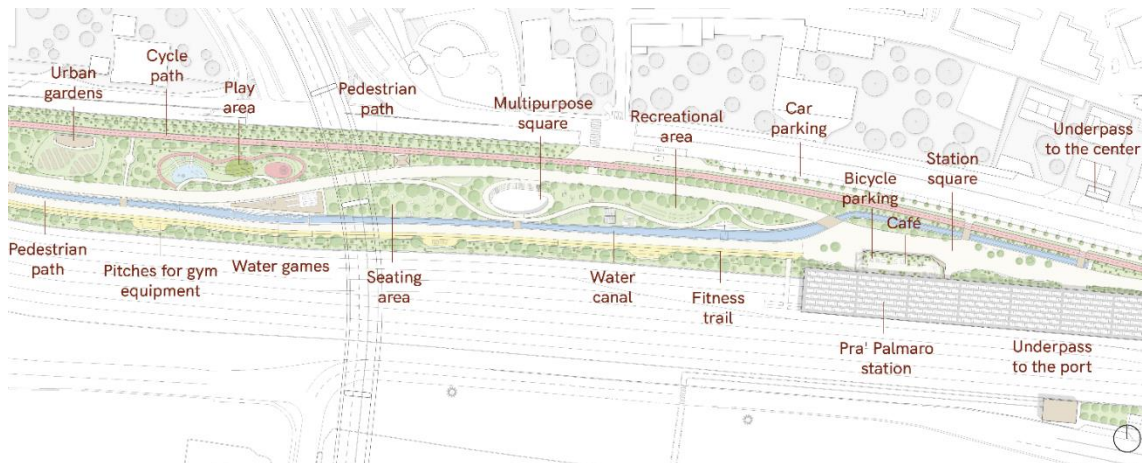 Urban
gardens
Cycle
path
Play
area
Pedestrian
path
Multipurpose
square
Recreational
area
Car
parking
Underpass
to the center
Station
square
Bicycle
parking
Café
Pedestrian
path
Pitches for gym
equipment
Water games
Seating
area
Water
canal
Fitness
trail
Pra' Palmaro
station
Underpass
to the port